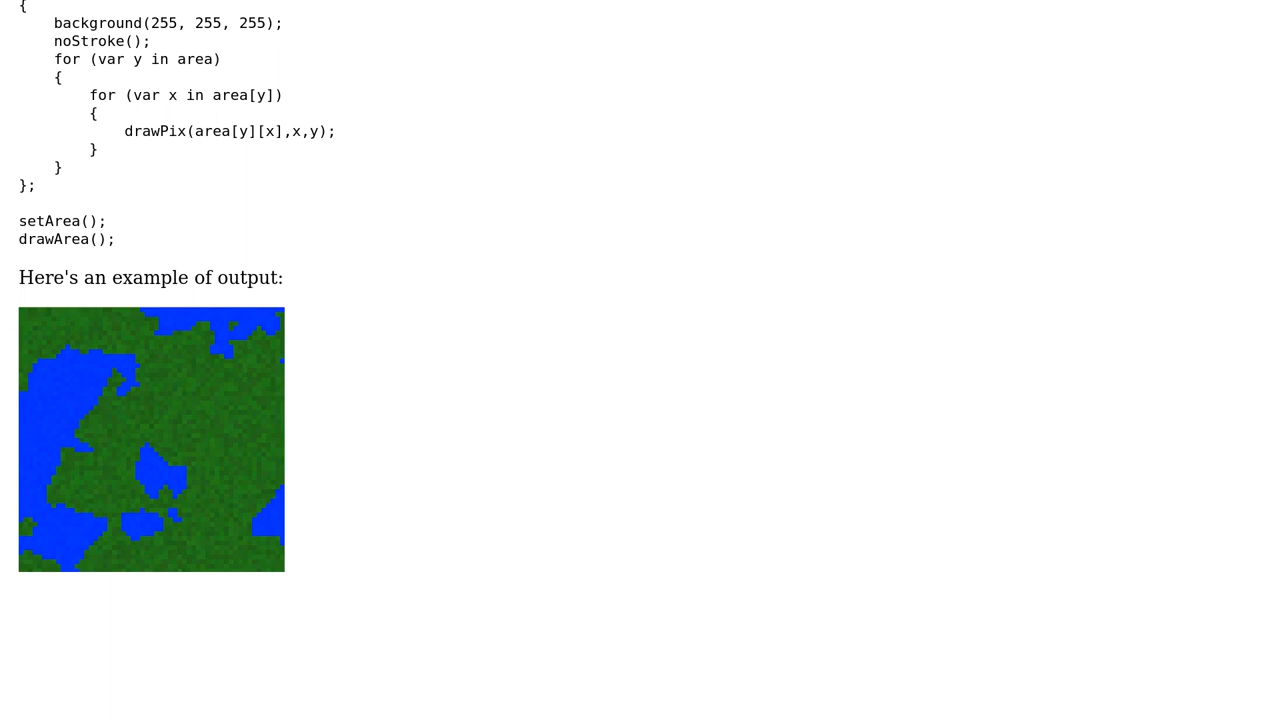 {
    background(255, 255, 255);
    noStroke();
    for (var y in area)
    {
        for (var x in area[y])
        {
            drawPix(area[y][x],x,y);
        }
    }
};

setArea();
drawArea();

Here's an example of output: